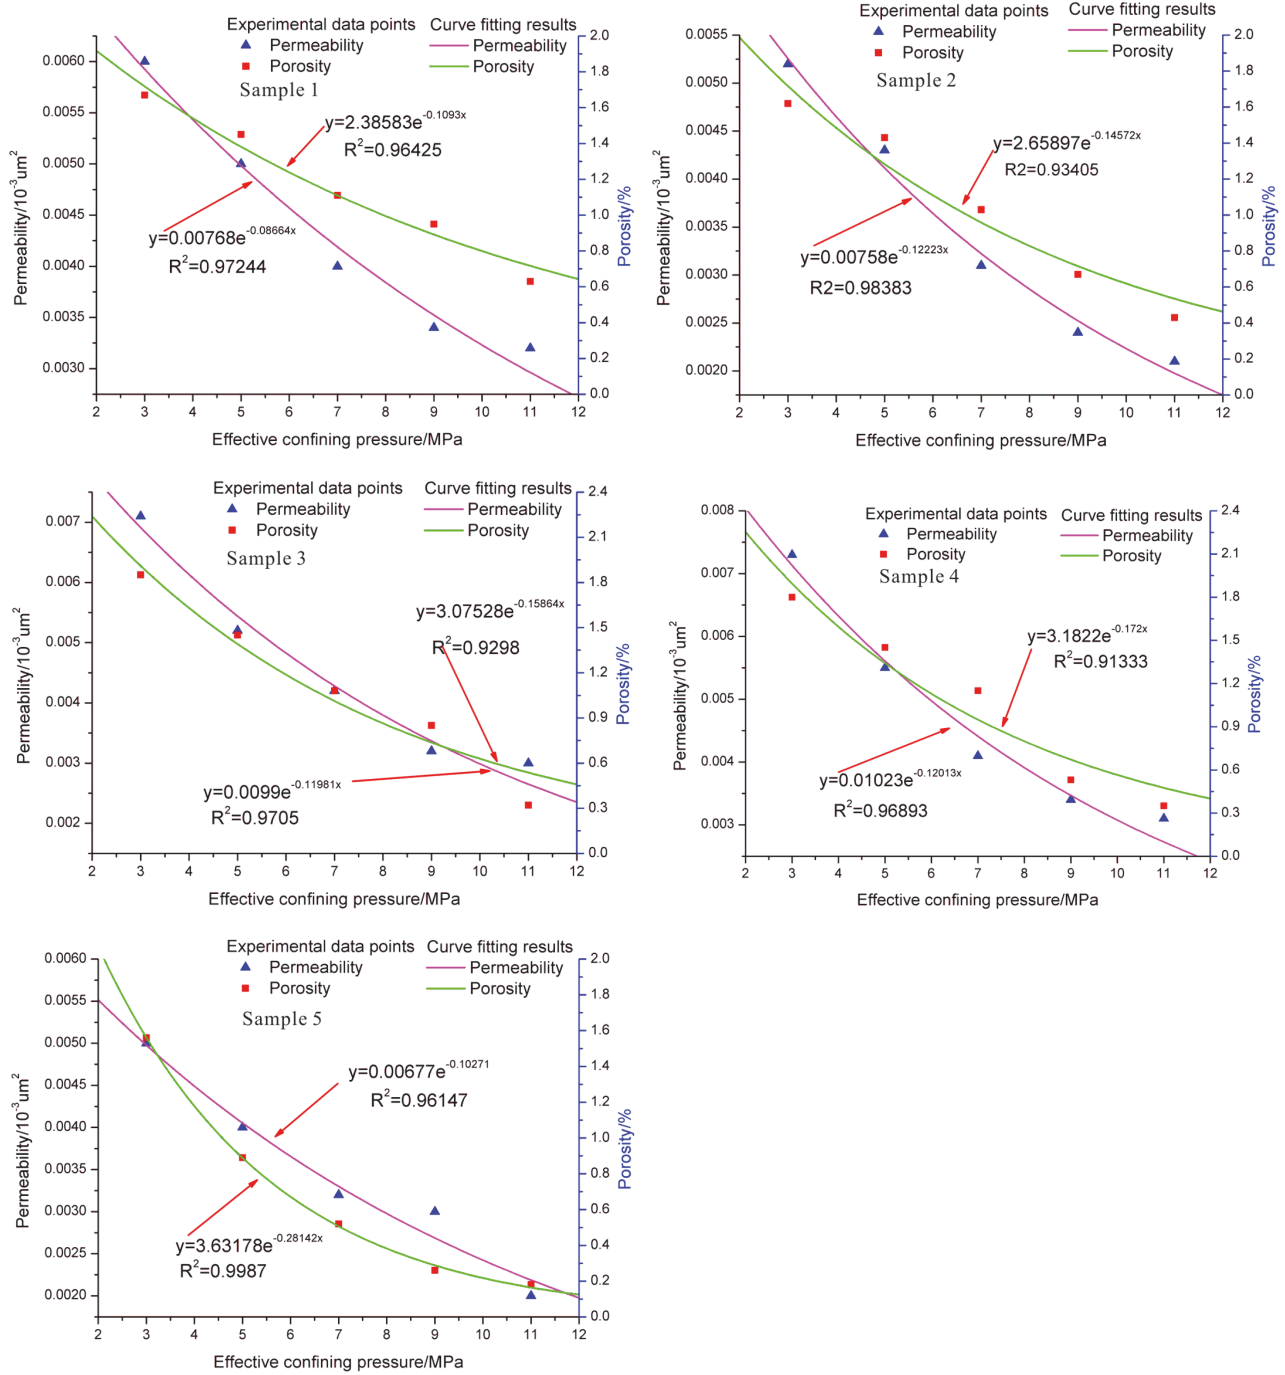 Experimental data points Curve fitting results
Permeability Permeability
Porosity Porosity
Sample 1
y=2.38583e^-0.1093x
R²=0.96425
y=0.00768e^-0.08664x
R²=0.97244
0.0060
0.0055
0.0050
0.0045
0.0040
0.0035
0.0030
Permeability/10⁻³um²
2.0
1.8
1.6
1.4
1.2
1.0
0.8
0.6
0.4
0.2
0.0
Porosity/%
2 3 4 5 6 7 8 9 10 11 12
Effective confining pressure/MPa
Experimental data points Curve fitting results
Permeability Permeability
Porosity Porosity
Sample 2
y=2.65897e^-0.14572x
R2=0.93405
y=0.00758e^-0.12223x
R2=0.98383
0.0055
0.0050
0.0045
0.0040
0.0035
0.0030
0.0025
0.0020
Permeability/10⁻³um²
2.0
1.8
1.6
1.4
1.2
1.0
0.8
0.6
0.4
0.2
0.0
Porosity/%
2 3 4 5 6 7 8 9 10 11 12
Effective confining pressure/MPa
Experimental data points Curve fitting results
Permeability Permeability
Porosity Porosity
Sample 3
y=3.07528e^-0.15864x
R²=0.9298
y=0.0099e^-0.11981x
R²=0.9705
0.007
0.006
0.005
0.004
0.003
0.002
Permeability/10⁻³um²
2.4
2.1
1.8
1.5
1.2
0.9
0.6
0.3
0.0
Porosity/%
2 3 4 5 6 7 8 9 10 11 12
Effective confining pressure/MPa
Experimental data points Curve fitting results
Permeability Permeability
Porosity Porosity
Sample 4
y=3.1822e^-0.172x
R²=0.91333
y=0.01023e^-0.12013x
R²=0.96893
0.008
0.007
0.006
0.005
0.004
0.003
Permeability/10⁻³um²
2.4
2.1
1.8
1.5
1.2
0.9
0.6
0.3
0.0
Porosity/%
2 3 4 5 6 7 8 9 10 11 12
Effective confining pressure/MPa
Experimental data points Curve fitting results
Permeability Permeability
Porosity Porosity
Sample 5
y=0.00677e^-0.10271
R²=0.96147
y=3.63178e^-0.28142x
R²=0.9987
0.0060
0.0055
0.0050
0.0045
0.0040
0.0035
0.0030
0.0025
0.0020
Permeability/10⁻³um²
2.0
1.8
1.6
1.4
1.2
1.0
0.8
0.6
0.4
0.2
0.0
Porosity/%
2 3 4 5 6 7 8 9 10 11 12
Effective confining pressure/MPa